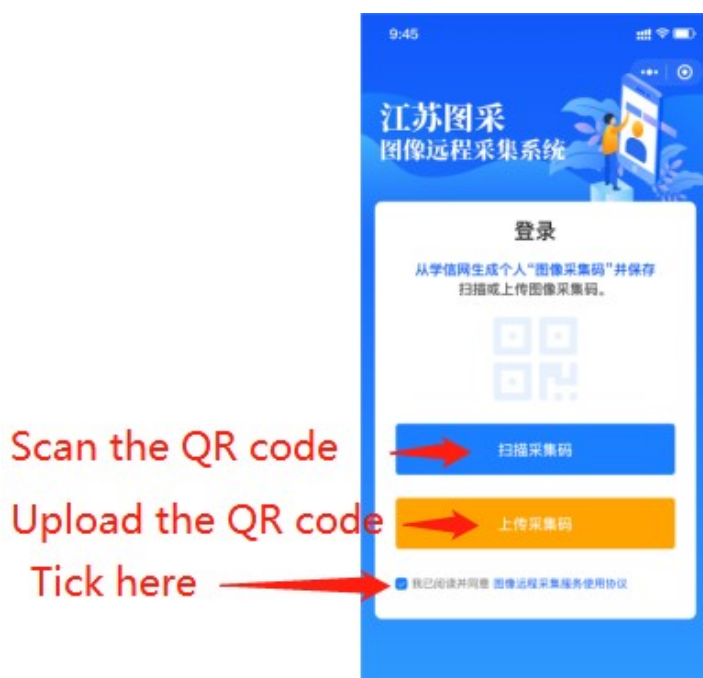 9:45
江苏图采
图像远程采集系统
登录
从学信网生成个人“图像采集码”并保存
扫描或上传图像采集码。
Scan the QR code
扫描采集码
Upload the QR code
上传采集码
Tick here
我已阅读并同意 图像远程采集服务使用协议